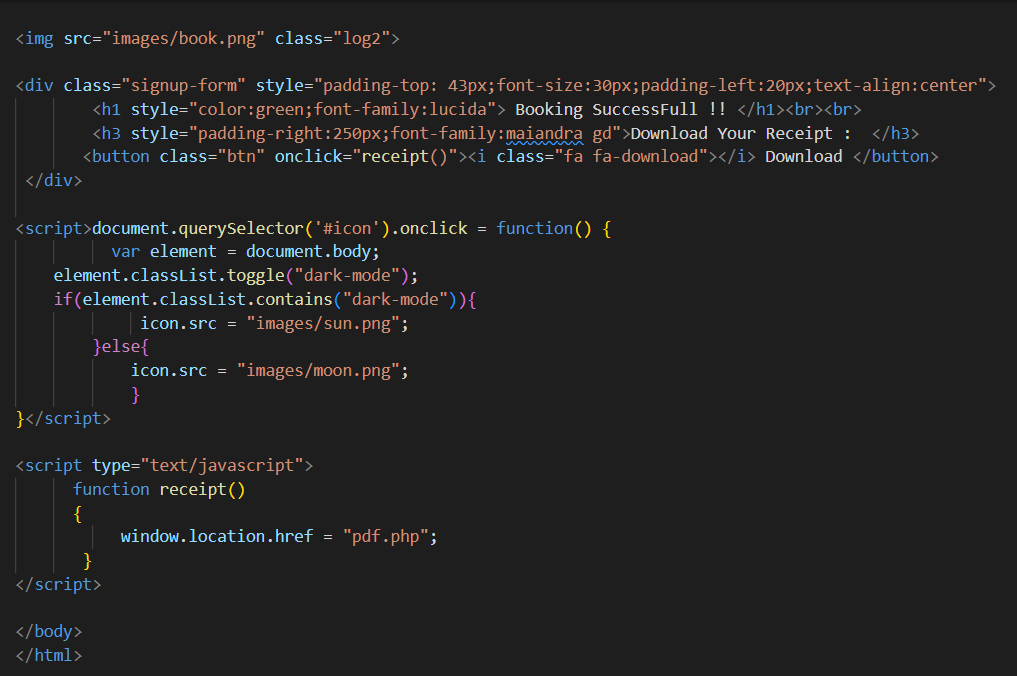 <img src="images/book.png" class="log2">
<div class="signup-form" style="padding-top: 43px;font-size:30px;padding-left:20px;text-align:center">
<h1 style="color:green;font-family:lucida"> Booking SuccessFull !! </h1><br><br>
<h3 style="padding-right:250px;font-family:maiandra gd">Download Your Receipt :  </h3>
<button class="btn" onclick="receipt()"><i class="fa fa-download"></i> Download </button>
</div>
<script>document.querySelector('#icon').onclick = function() {
var element = document.body;
element.classList.toggle("dark-mode");
if(element.classList.contains("dark-mode")){
icon.src = "images/sun.png";
}else{
icon.src = "images/moon.png";
}
}</script>
<script type="text/javascript">
function receipt()
{
window.location.href = "pdf.php";
}
</script>
</body>
</html>